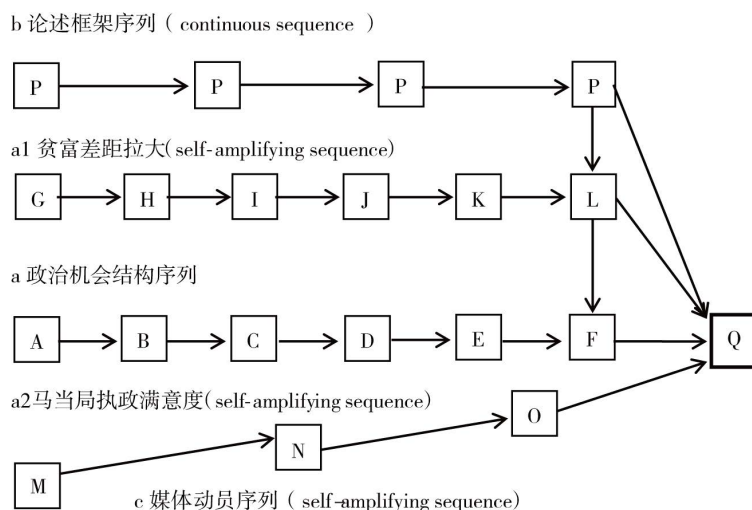 b 论述框架序列（ continuous sequence ）
P P P P
a1 贫富差距拉大( self-amplifying sequence)
G H I J K L
a 政治机会结构序列
A B C D E F Q
a2马当局执政满意度( self-amplifying sequence)
O
N
M
c 媒体动员序列（ self-amplifying sequence）